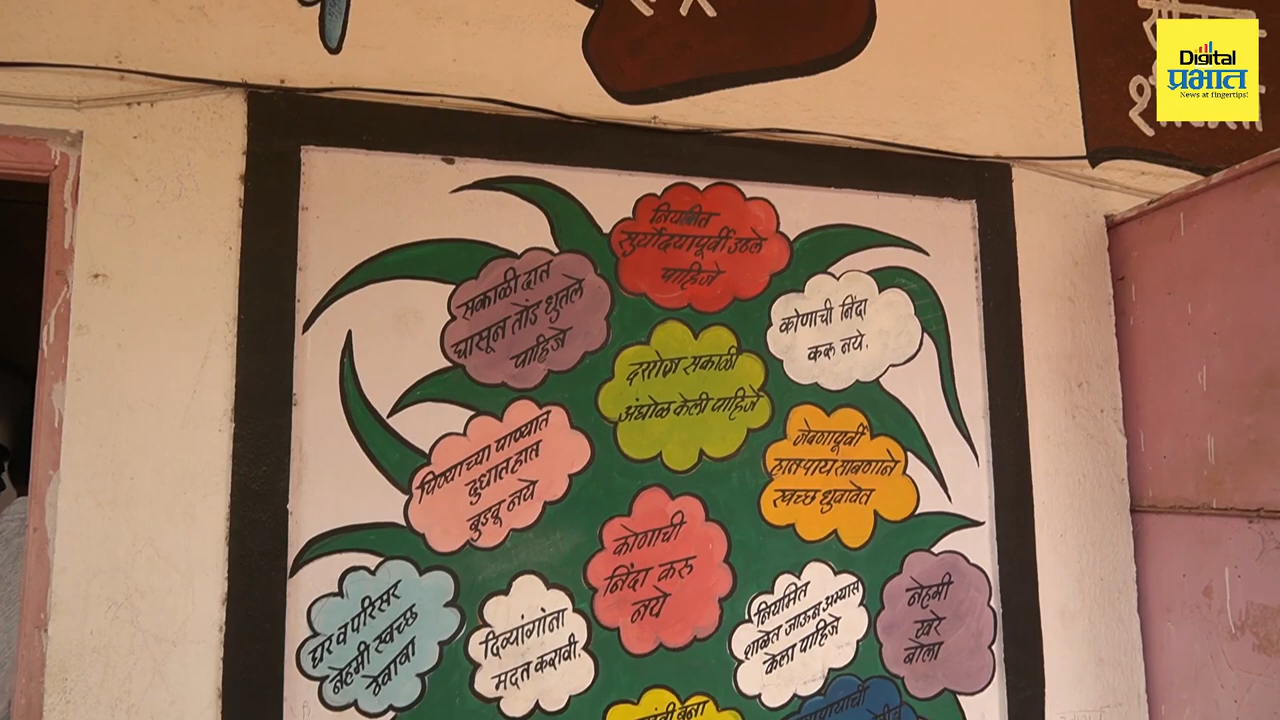 Digital
प्रभात
News at fingertips!
नियमीत
सुर्योदयापूर्वी उठले
पाहिजे
सकाळी दात
घासून तोंड धुतले
पाहिजे
कोणाची निंदा
करू नये.
दररोज सकाळी
अंघोळ केली पाहिजे
पिण्याच्या पाण्यात
दुधात हात
बुडवू नये
जेवणापूर्वी
हातपाय साबणाने
स्वच्छ धुवावेत
कोणाची
निंदा करू
नये
घर व परिसर
नेहमी स्वच्छ
ठेवावा
दिव्यांगांना
मदत करावी.
नियमित
शाळेत जाऊन अभ्यास
केला पाहिजे
नेहमी
खरे
बोला
बना